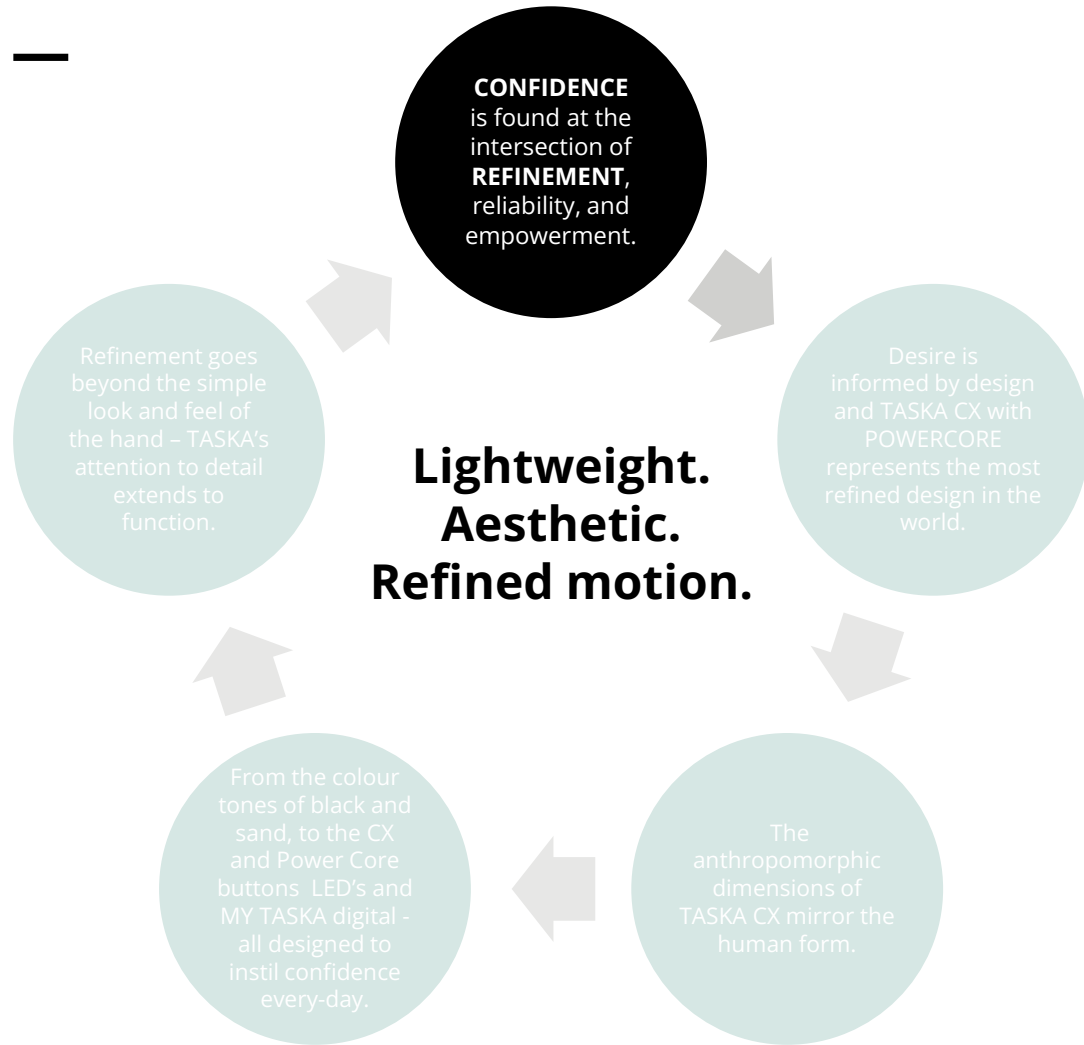 CONFIDENCE
is found at the
intersection of
REFINEMENT,
reliability, and
empowerment.
Desire is
informed by design
and TASKA CX with
POWERCORE
represents the most
refined design in the
world.
The
anthropomorphic
dimensions of
TASKA CX mirror the
human form.
From the colour
tones of black and
sand, to the CX
and Power Core
buttons  LED's and
MY TASKA digital -
all designed to
instil confidence
every-day.
Refinement goes
beyond the simple
look and feel of
the hand – TASKA's
attention to detail
extends to
function.
Lightweight.
Aesthetic.
Refined motion.